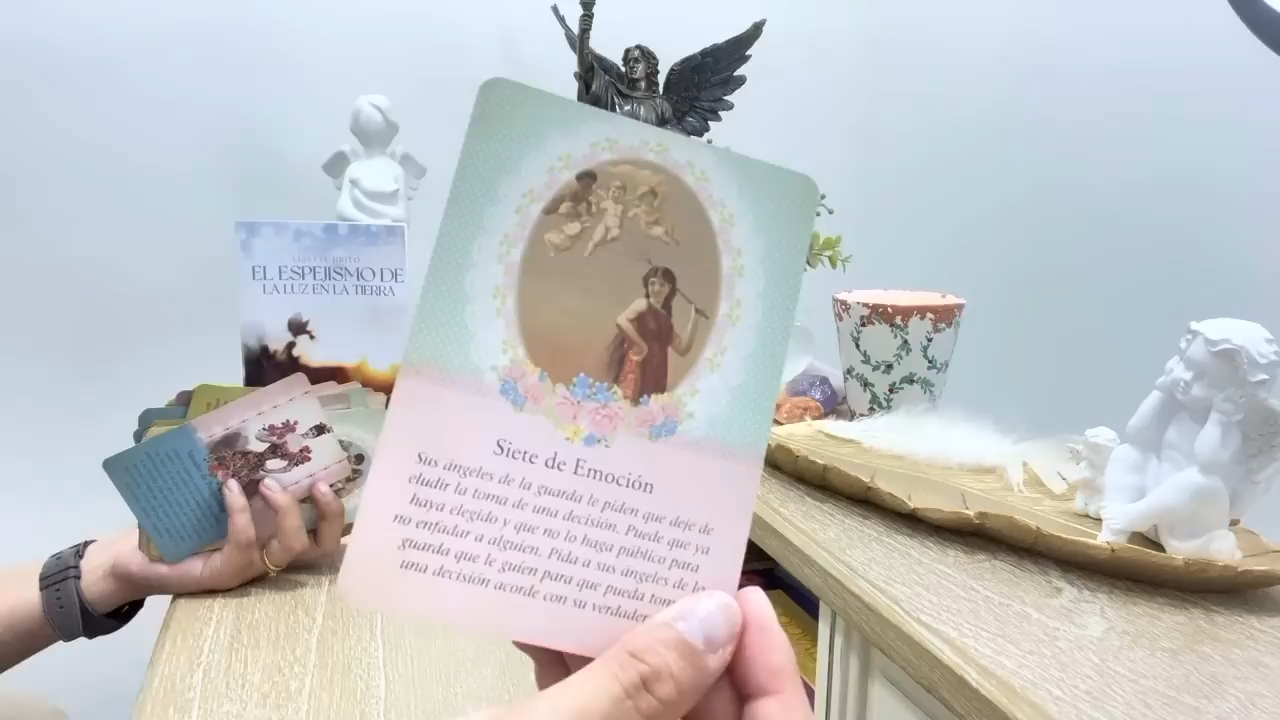 LISETTE BRITO
EL ESPEJISMO DE
LA LUZ EN LA TIERRA
Siete de Emoción
Sus ángeles de la guarda le piden que deje de
eludir la toma de una decisión. Puede que ya
haya elegido y que no lo haga público para
no enfadar a alguien. Pida a sus ángeles de la
guarda que le guíen para que pueda tom
una decisión acorde con su verdader